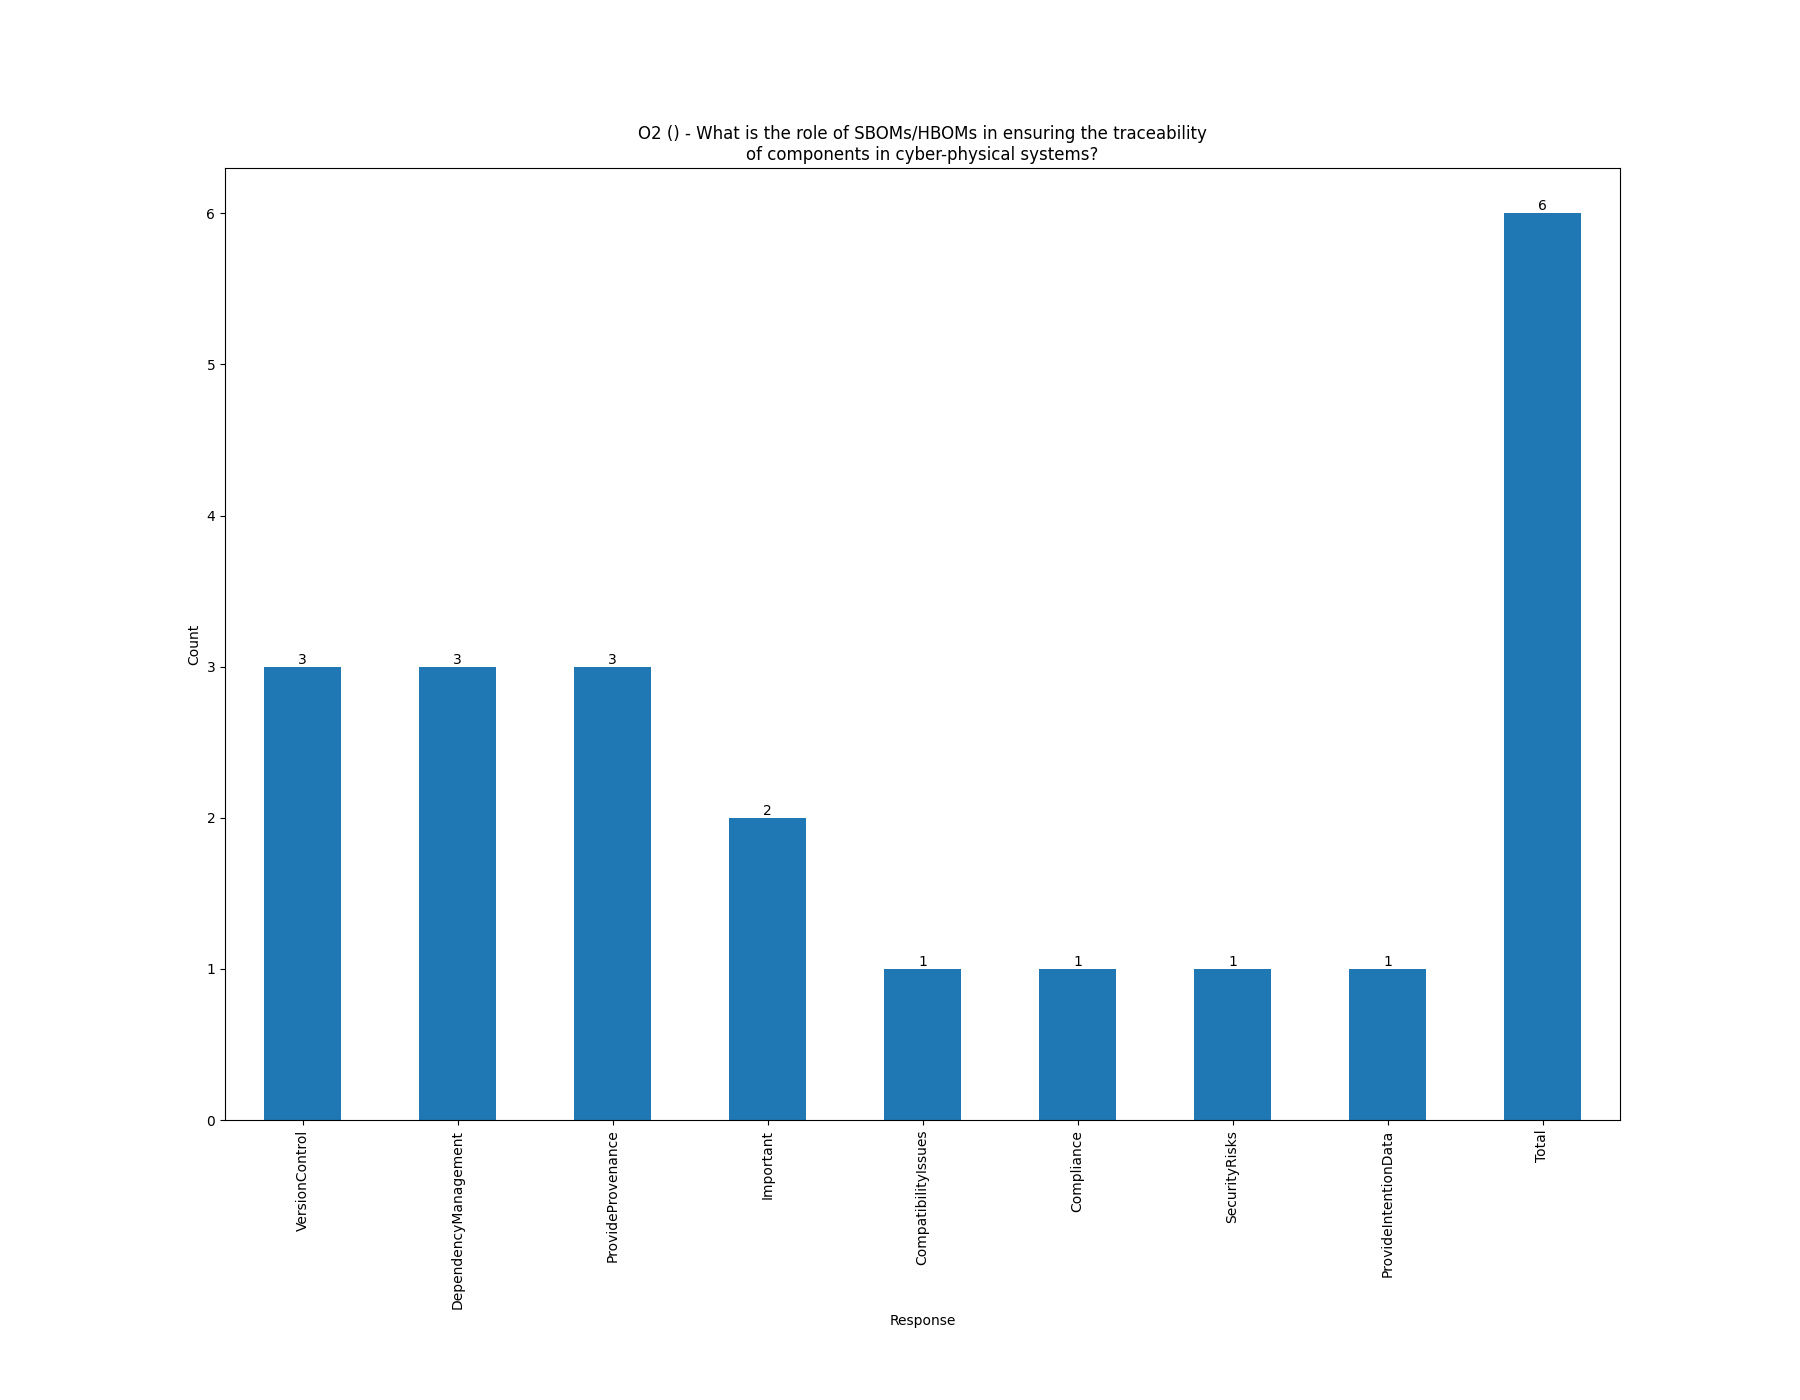 O2 () - What is the role of SBOMs/HBOMs in ensuring the traceability
of components in cyber-physical systems?
6
5
4
3
2
1
0
Count
3
3
3
2
1
1
1
1
6
VersionControl
DependencyManagement
ProvideProvenance
Important
CompatibilityIssues
Compliance
SecurityRisks
ProvideIntentionData
Total
Response